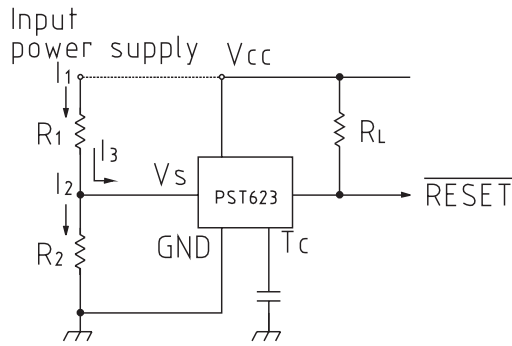 Input
power supply
Vcc
I1
R1
I3
RL
I2
Vs
PST623
RESET
R2
GND
Tc